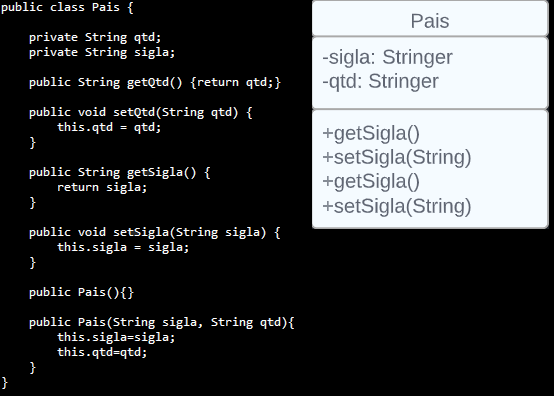 public class Pais {
private String qtd;
private String sigla;
public String getQtd() {return qtd;}
public void setQtd(String qtd) {
this.qtd = qtd;
}
public String getSigla() {
return sigla;
}
public void setSigla(String sigla) {
this.sigla = sigla;
}
public Pais(){}
public Pais(String sigla, String qtd){
this.sigla=sigla;
this.qtd=qtd;
}
}
Pais
-sigla: Stringer
-qtd: Stringer
+getSigla()
+setSigla(String)
+getSigla()
+setSigla(String)